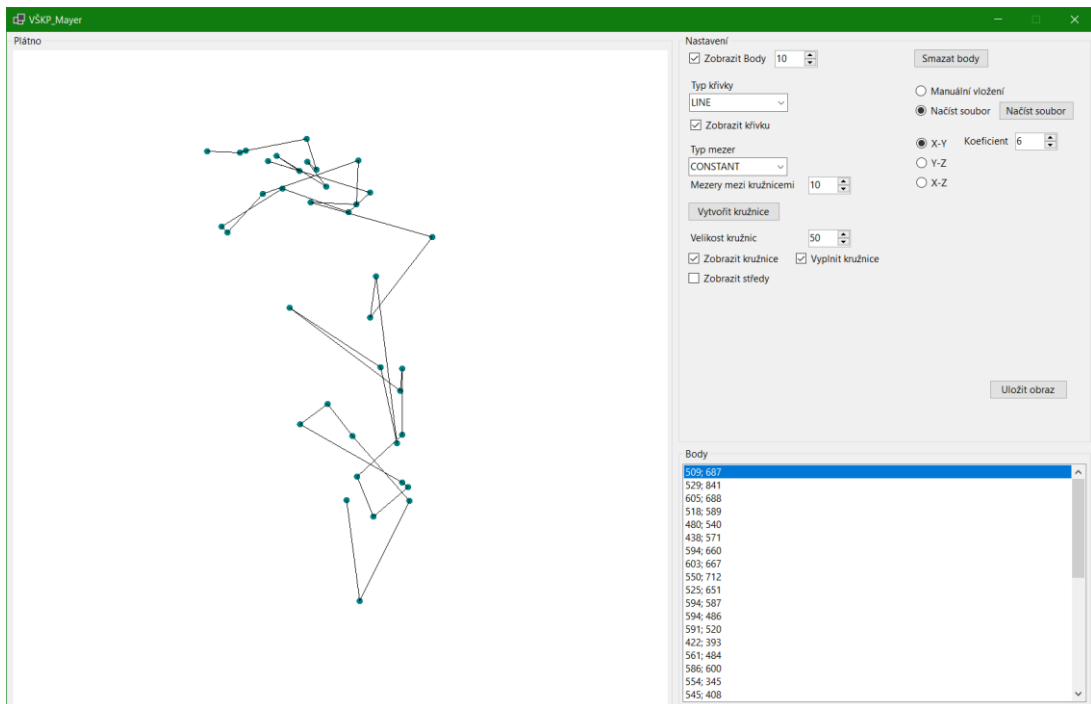 VŠKP_Mayer
Plátno
Nastavení
Zobrazit Body 10
Smazat body
Typ křivky
LINE
Zobrazit křivku
Manuální vložení
Načíst soubor Načíst soubor
Typ mezer
CONSTANT
X-Y Koeficient 6
Y-Z
X-Z
Mezery mezi kružnicemi 10
Vytvořit kružnice
Velikost kružnic 50
Zobrazit kružnice Vyplnit kružnice
Zobrazit středy
Uložit obraz
Body
509; 687
529; 841
605; 688
518; 589
480; 540
438; 571
594; 660
603; 667
550; 712
525; 651
594; 587
594; 486
591; 520
422; 393
561; 484
586; 600
554; 345
545; 408